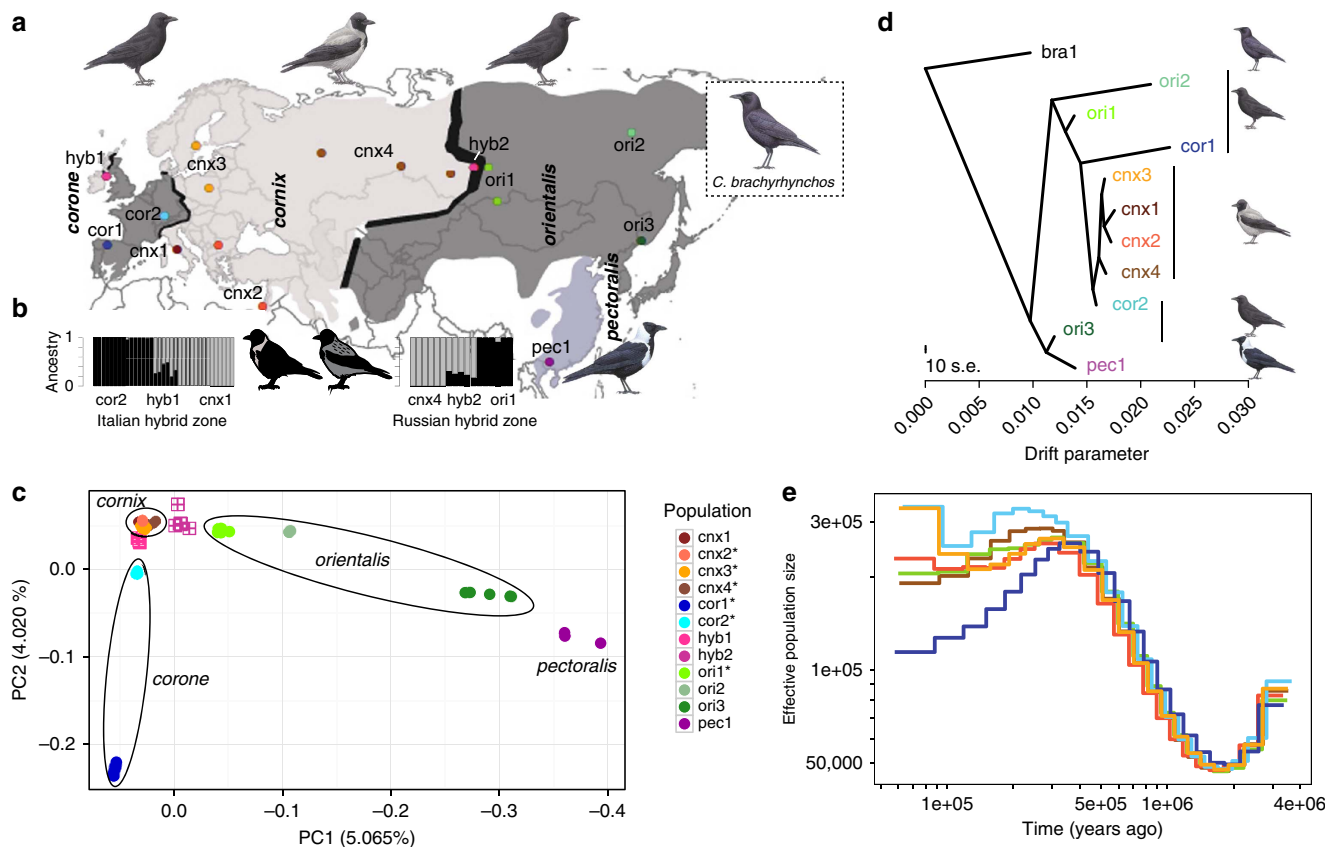 a
hyb1
corone
cor1
cor2
cnx3
cnx1
cnx2
cornix
cnx4
hyb2
ori1
orientalis
ori2
ori3
pectoralis
pec1
C. brachyrhynchos
b
Ancestry
1
0
cor2 hyb1 cnx1
Italian hybrid zone
1
0
cnx4 hyb2 ori1
Russian hybrid zone
c
cornix
orientalis
corone
pectoralis
PC2 (4.020 %)
0.0
−0.1
−0.2
0.0 −0.1 −0.2 −0.3 −0.4
PC1 (5.065%)
Population
cnx1
cnx2*
cnx3*
cnx4*
cor1*
cor2*
hyb1
hyb2
ori1*
ori2
ori3
pec1
d
bra1
ori2
ori1
cor1
cnx3
cnx1
cnx2
cnx4
cor2
ori3
pec1
10 s.e.
0.000 0.005 0.010 0.015 0.020 0.025 0.030
Drift parameter
e
Effective population size
3e+05
1e+05
50,000
1e+05 5e+05 1e+06 4e+06
Time (years ago)